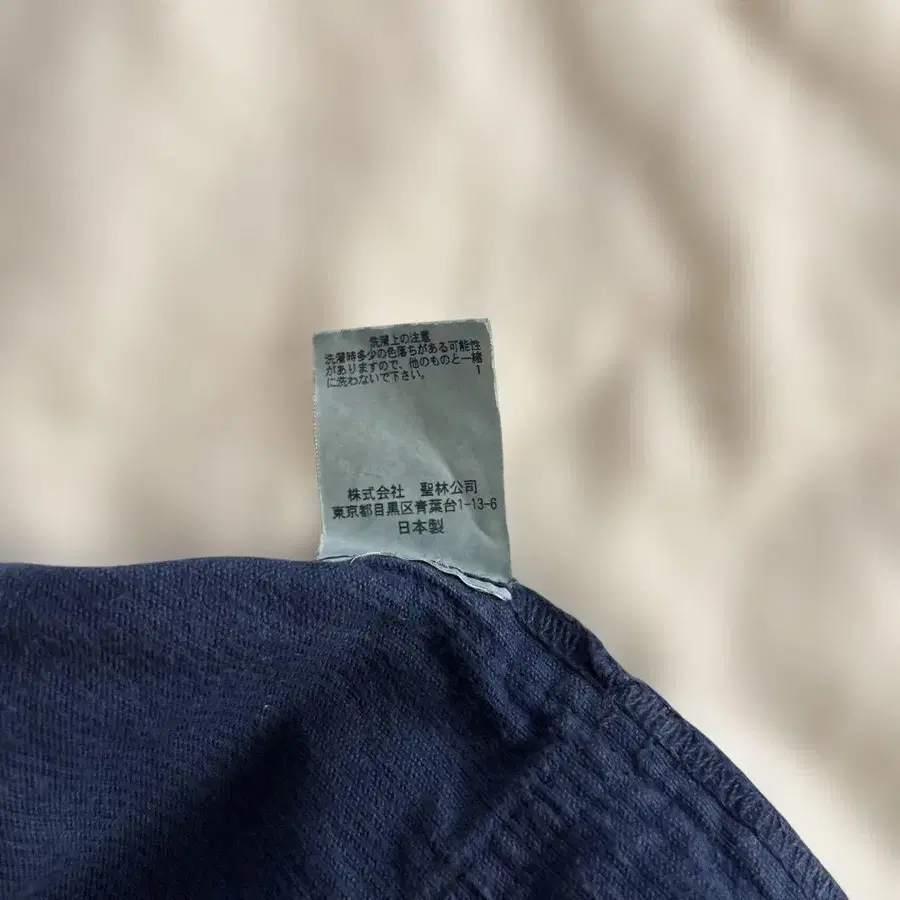 洗濯上の注意
洗濯時多少の色落ちがある可能性
がありますので、他のものと一緒
に洗わないで下さい。 1
株式会社 聖林公司
東京都目黒区青葉台1-13-6
日本製